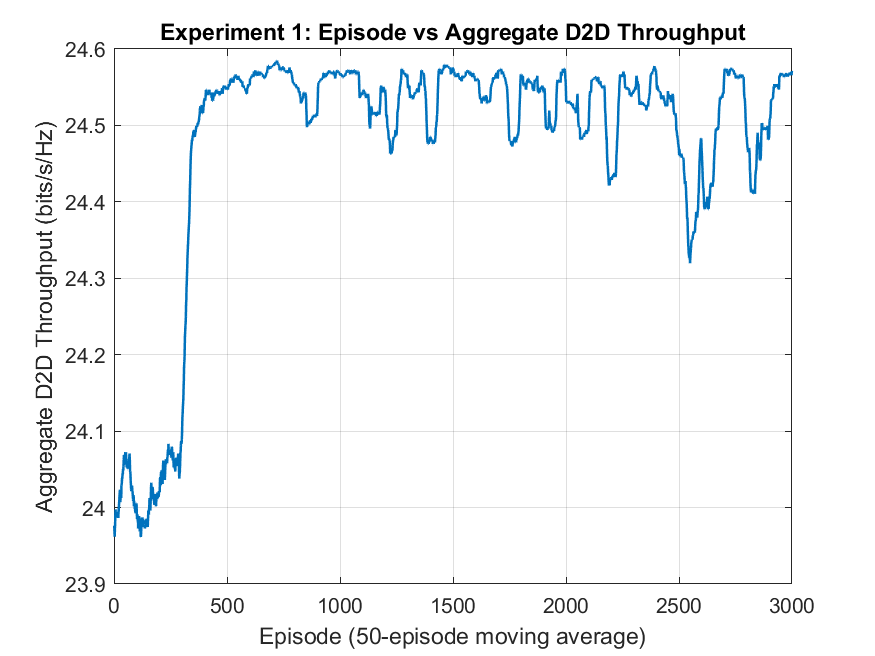 Experiment 1: Episode vs Aggregate D2D Throughput
Aggregate D2D Throughput (bits/s/Hz)
24.6
24.5
24.4
24.3
24.2
24.1
24
23.9
0 500 1000 1500 2000 2500 3000
Episode (50-episode moving average)